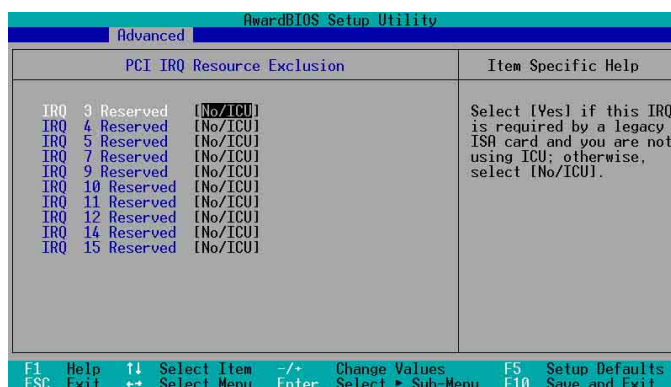 AwardBIOS Setup Utility
Advanced
PCI IRQ Resource Exclusion
Item Specific Help
IRQ 3 Reserved [No/ICU]
IRQ 4 Reserved [No/ICU]
IRQ 5 Reserved [No/ICU]
IRQ 7 Reserved [No/ICU]
IRQ 9 Reserved [No/ICU]
IRQ 10 Reserved [No/ICU]
IRQ 11 Reserved [No/ICU]
IRQ 12 Reserved [No/ICU]
IRQ 14 Reserved [No/ICU]
IRQ 15 Reserved [No/ICU]
Select [Yes] if this IRQ
is required by a legacy
ISA card and you are not
using ICU; otherwise,
select [No/ICU].
F1 Help ↑↓ Select Item -/+ Change Values F5 Setup Defaults
ESC Exit ←→ Select Menu Enter Select ► Sub-Menu F10 Save and Exit